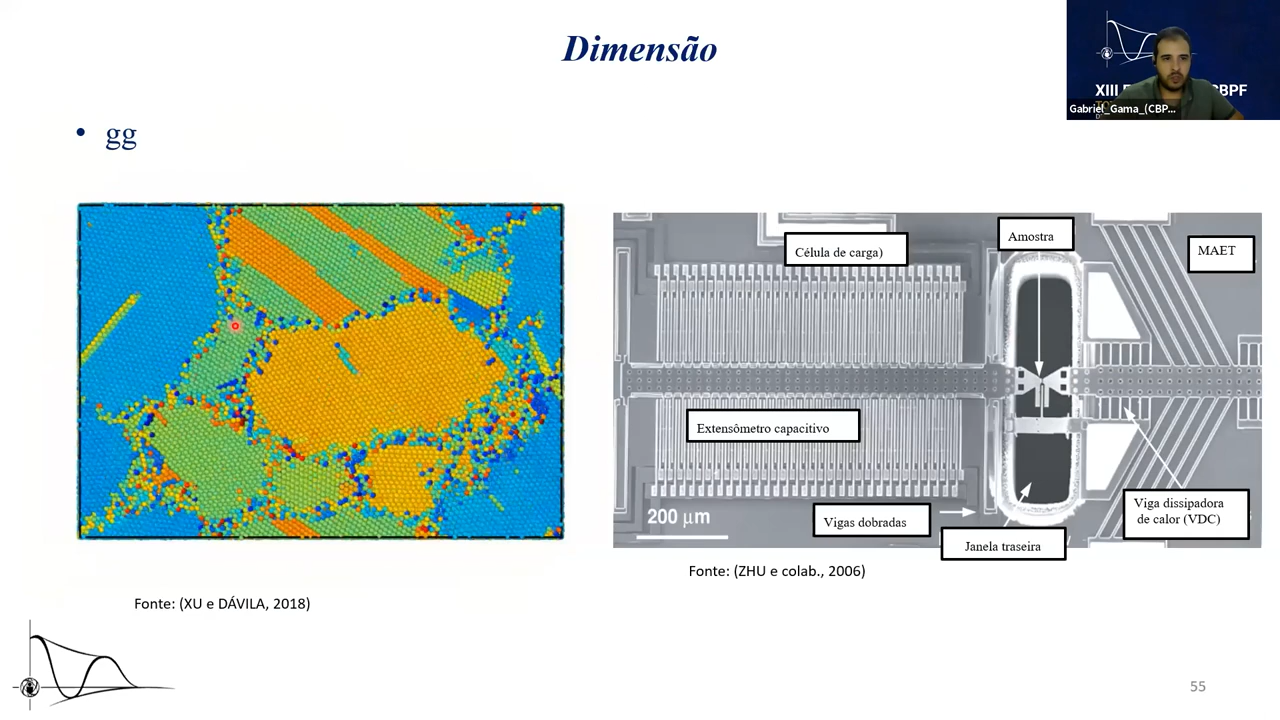 Dimensão
XIII
CBPF
Gabriel_Gama_(CBP...
• gg
Célula de carga)
Amostra
MAET
Extensômetro capacitivo
200 μm
Vigas dobradas
Viga dissipadora
de calor (VDC)
Janela traseira
Fonte: (ZHU e colab., 2006)
Fonte: (XU e DÁVILA, 2018)
55